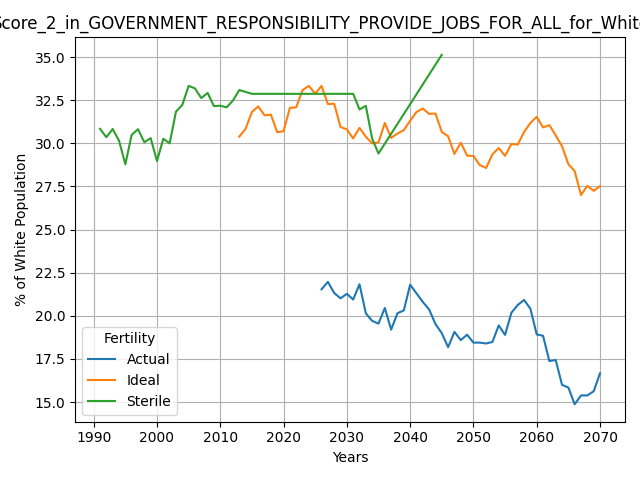 Score_2_in_GOVERNMENT_RESPONSIBILITY_PROVIDE_JOBS_FOR_ALL_for_White
35.0
32.5
30.0
27.5
25.0
22.5
20.0
17.5
15.0
% of White Population
Fertility
Actual
Ideal
Sterile
1990 2000 2010 2020 2030 2040 2050 2060 2070
Years